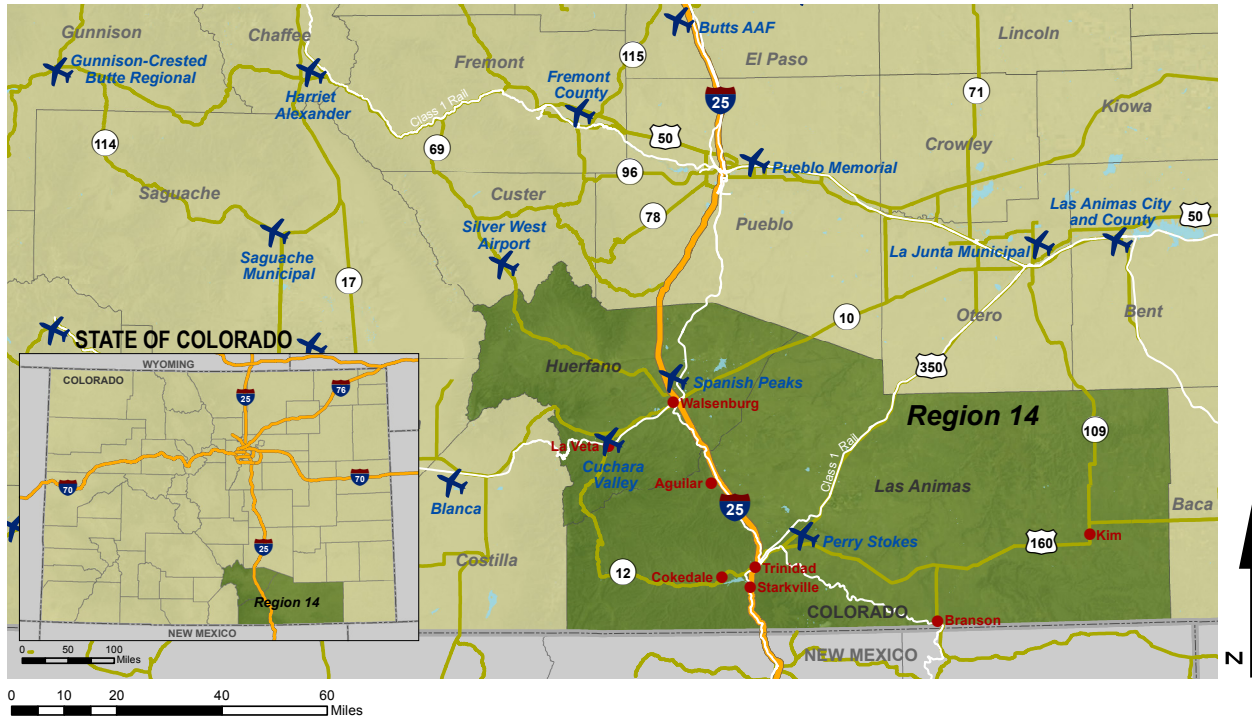 Gunnison
Chaffee
Butts AAF
Lincoln
115
El Paso
Gunnison-Crested
Butte Regional
Fremont
Harriet
Alexander
Fremont
County
Class 1 Rail
25
71
Kiowa
114
69
50
Crowley
96
Pueblo Memorial
Saguache
Custer
78
Pueblo
Las Animas City
and County
50
Silver West
Airport
La Junta Municipal
Saguache
Municipal
17
10
Otero
Bent
STATE OF COLORADO
WYOMING
COLORADO
25
76
70
70
25
Region 14
NEW MEXICO
0 50 100
Miles
Huerfano
350
Spanish Peaks
Walsenburg
Region 14
109
La Veta
Cuchara
Valley
Class 1 Rail
Aguilar
Las Animas
Blanca
25
Baca
Perry Stokes
160
Kim
Costilla
12
Cokedale
Trinidad
Starkville
COLORADO
Branson
NEW MEXICO
N
0 10 20 40 60
Miles